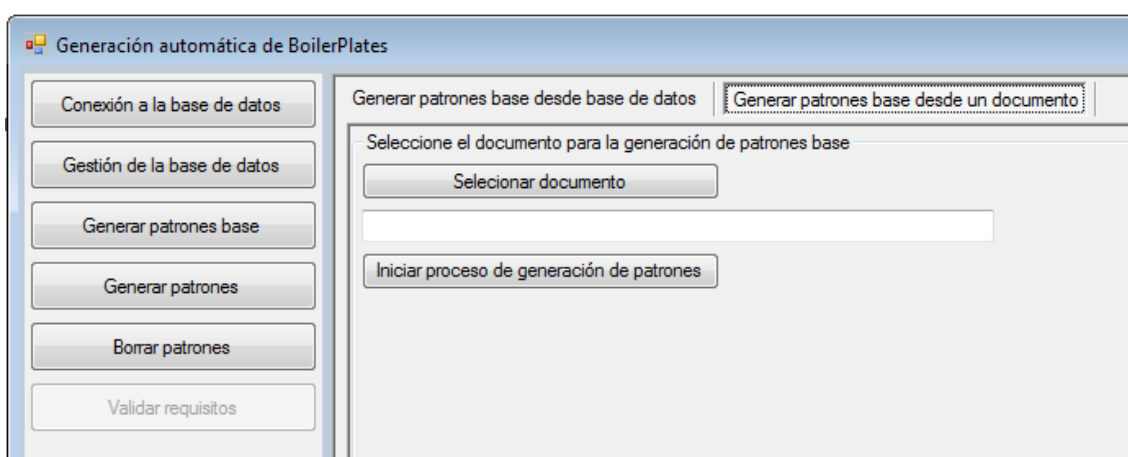 Generación automática de BoilerPlates
Conexión a la base de datos
Gestión de la base de datos
Generar patrones base
Generar patrones
Borrar patrones
Validar requisitos
Generar patrones base desde base de datos
Generar patrones base desde un documento
Seleccione el documento para la generación de patrones base
Selecionar documento
Iniciar proceso de generación de patrones